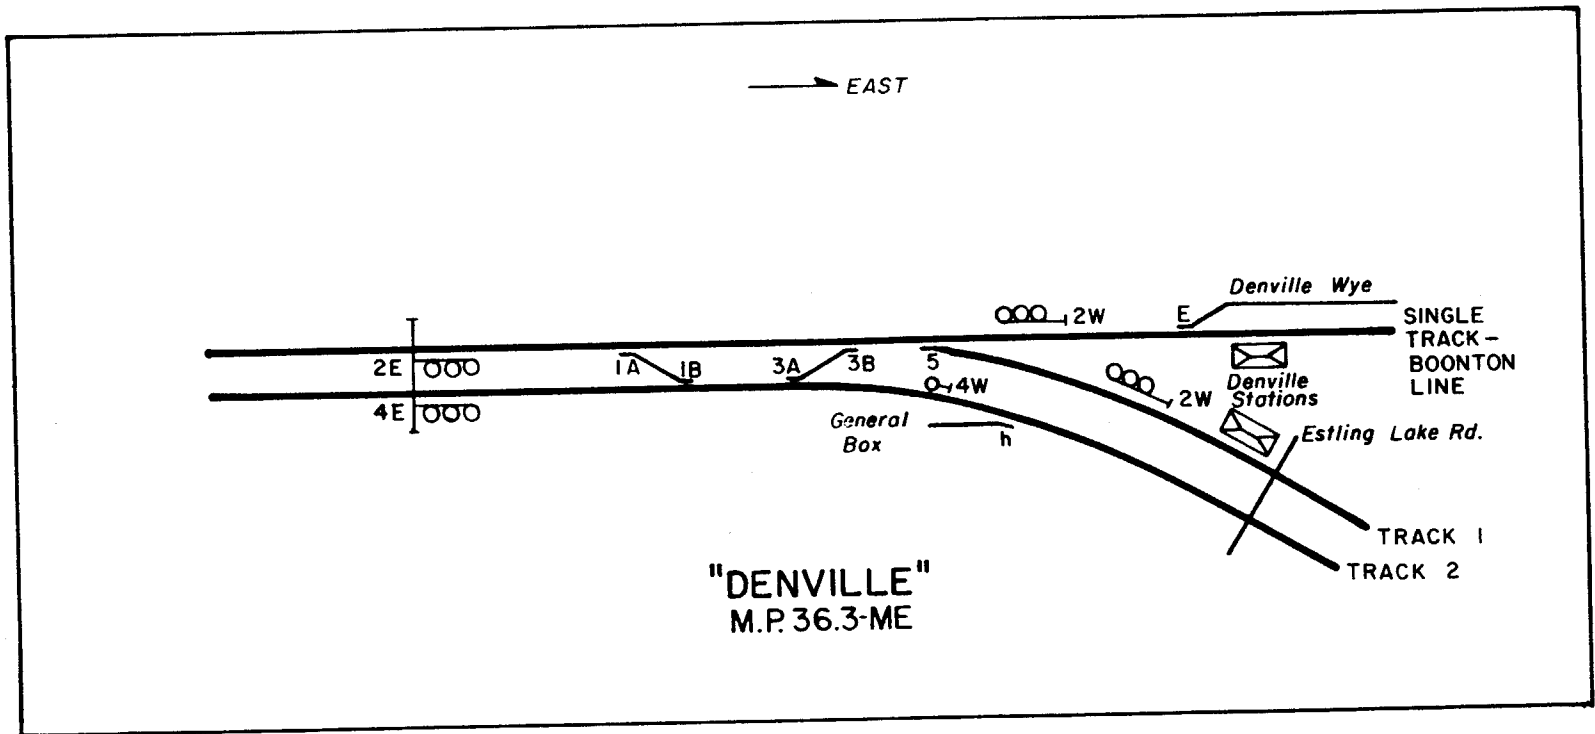 EAST
Denville Wye
E
2W
SINGLE
TRACK –
BOONTON
LINE
2E
1A
1B
3A
3B
5
4W
2W
Denville
Stations
4E
General
Box
h
Estling Lake Rd.
TRACK 1
TRACK 2
"DENVILLE"
M.P. 36.3-ME